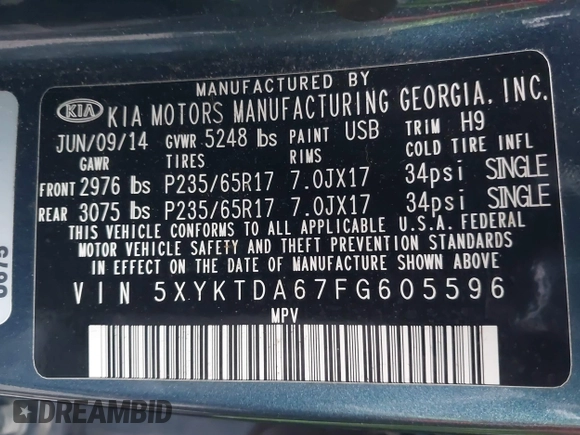 MANUFACTURED BY
KIA KIA MOTORS MANUFACTURING GEORGIA, INC.
JUN/09/14 GVWR 5248 lbs PAINT USB TRIM H9
GAWR TIRES RIMS COLD TIRE INFL
FRONT 2976 lbs P235/65R17 7.0JX17 34psi SINGLE
REAR 3075 lbs P235/65R17 7.0JX17 34psi SINGLE
THIS VEHICLE CONFORMS TO ALL APPLICABLE U.S.A. FEDERAL
MOTOR VEHICLE SAFETY AND THEFT PREVENTION STANDARDS
IN EFFECT ON THE DATE OF MANUFACTURE SHOWN ABOVE
VIN 5XYKTDA67FG605596
MPV
DREAMBID